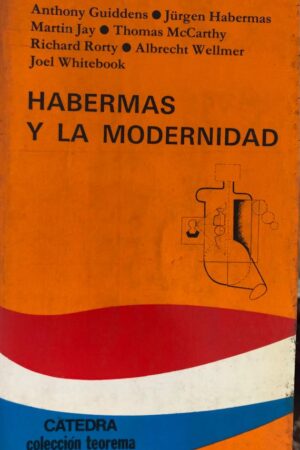 Anthony Guiddens ● Jürgen Habermas
Martin Jay ● Thomas McCarthy
Richard Rorty ● Albrecht Wellmer
Joel Whitebook
HABERMAS
Y LA MODERNIDAD
CATEDRA
colección teorema